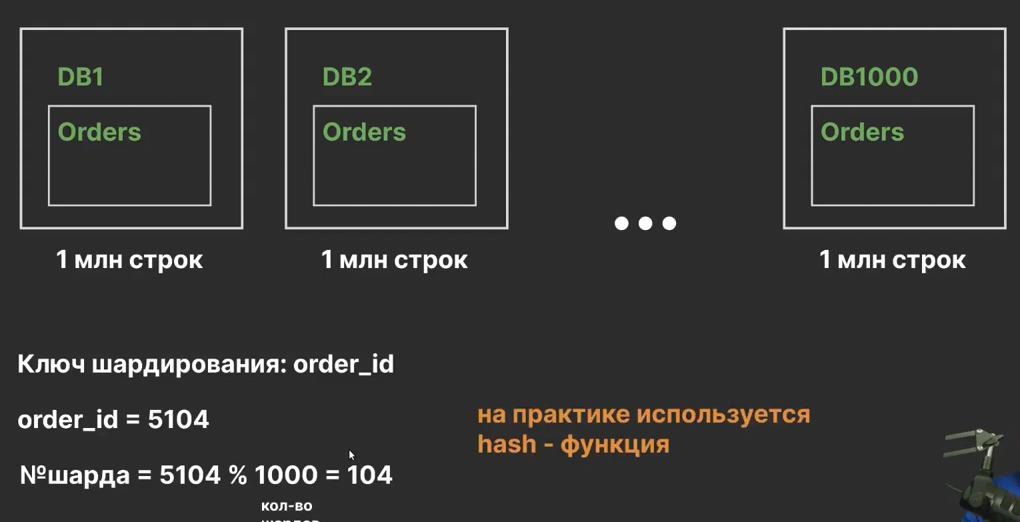 DB1
DB2
DB1000
Orders
Orders
Orders
1 млн строк
1 млн строк
1 млн строк
Ключ шардирования: order_id
order_id = 5104
на практике используется
hash - функция
№шарда = 5104 % 1000 = 104
кол-во